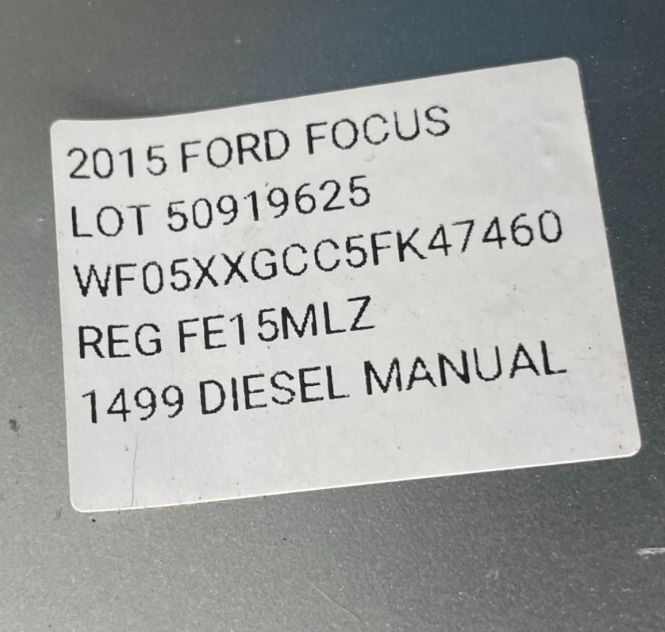 2015 FORD FOCUS
LOT 50919625
WF05XXGCC5FK47460
REG FE15MLZ
1499 DIESEL MANUAL